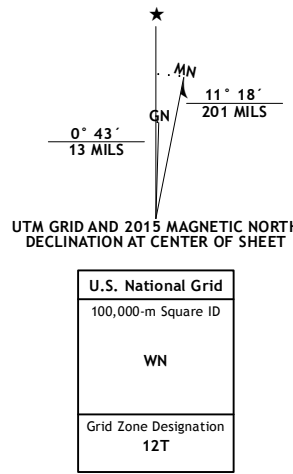 ★
MN
GN
11° 18´
201 MILS
0° 43´
13 MILS
UTM GRID AND 2015 MAGNETIC NORTH
DECLINATION AT CENTER OF SHEET
U.S. National Grid
100,000-m Square ID
WN
Grid Zone Designation
12T